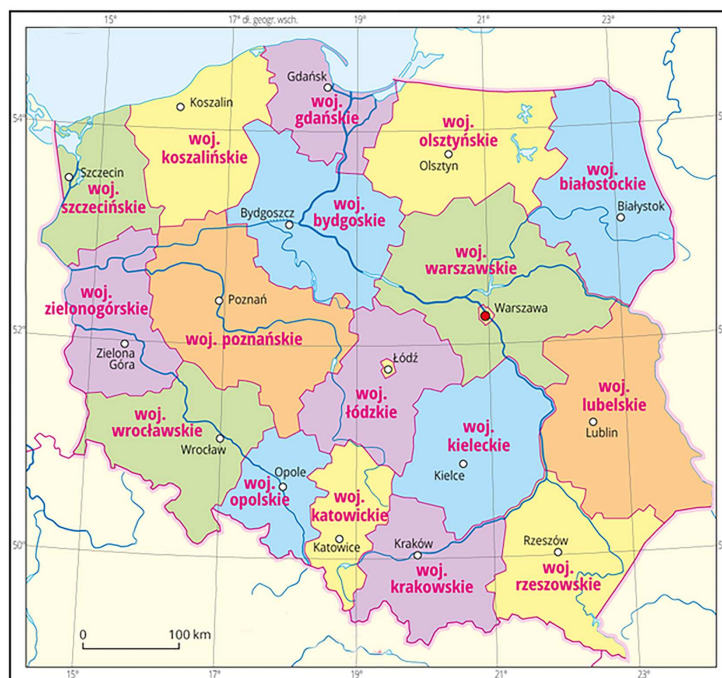 15°
17° dł. geogr. wsch.
19°
21°
23°
Gdańsk
woj.
gdańskie
Koszalin
woj.
koszalińskie
54°
woj.
olsztyńskie
Olsztyn
woj.
białostockie
Białystok
Szczecin
woj.
szczecińskie
Bydgoszcz
woj.
bydgoskie
woj.
warszawskie
Warszawa
woj.
zielonogórskie
Zielona
Góra
Poznań
woj. poznańskie
52°
Łódź
woj.
łódzkie
woj.
lubelskie
Lublin
woj.
wrocławskie
Wrocław
woj.
kieleckie
Kielce
Opole
woj.
opolskie
woj.
katowickie
Katowice
Kraków
woj.
krakowskie
Rzeszów
woj.
rzeszowskie
50°
0
100 km
15°
17°
19°
21°
23°